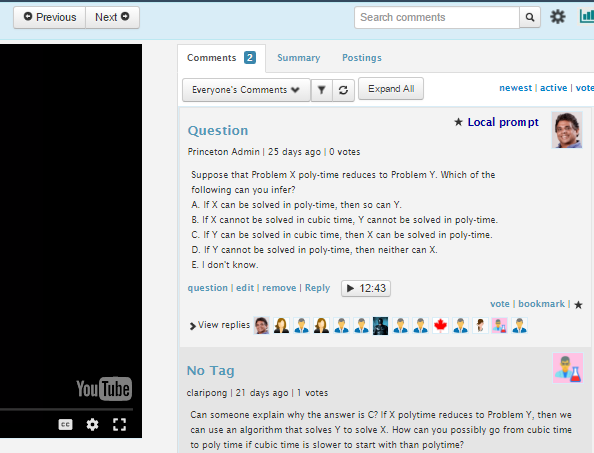 Previous
Next
Search comments
Comments 2 Summary Postings
Everyone's Comments Expand All newest | active | vote
Local prompt
Question
Princeton Admin | 25 days ago | 0 votes
Suppose that Problem X poly-time reduces to Problem Y. Which of the
following can you infer?
A. If X can be solved in poly-time, then so can Y.
B. If X cannot be solved in cubic time, Y cannot be solved in poly-time.
C. If Y can be solved in cubic time, then X can be solved in poly-time.
D. If Y cannot be solved in poly-time, then neither can X.
E. I don't know.
question | edit | remove | Reply 12:43
vote | bookmark |
View replies
No Tag
claripong | 21 days ago | 1 votes
Can someone explain why the answer is C? If X polytime reduces to Problem Y, then we
can use an algorithm that solves Y to solve X. How can you possibly go from cubic time
to poly time if cubic time is slower to start with than polytime?
YouTube
CC